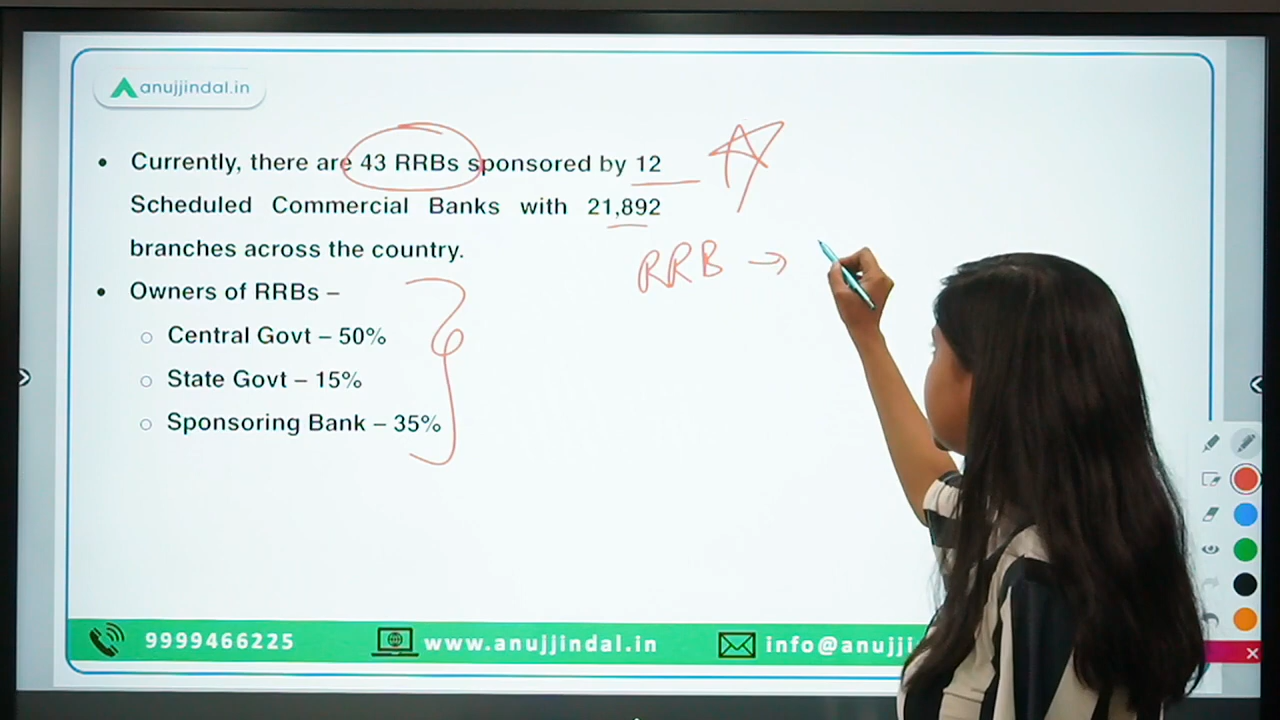 anujjindal.in
• Currently, there are 43 RRBs sponsored by 12
Scheduled Commercial Banks with 21,892
branches across the country.
RRB →
• Owners of RRBs –
○ Central Govt – 50%
○ State Govt – 15%
○ Sponsoring Bank – 35%
9999466225 www.anujjindal.in info@anujji